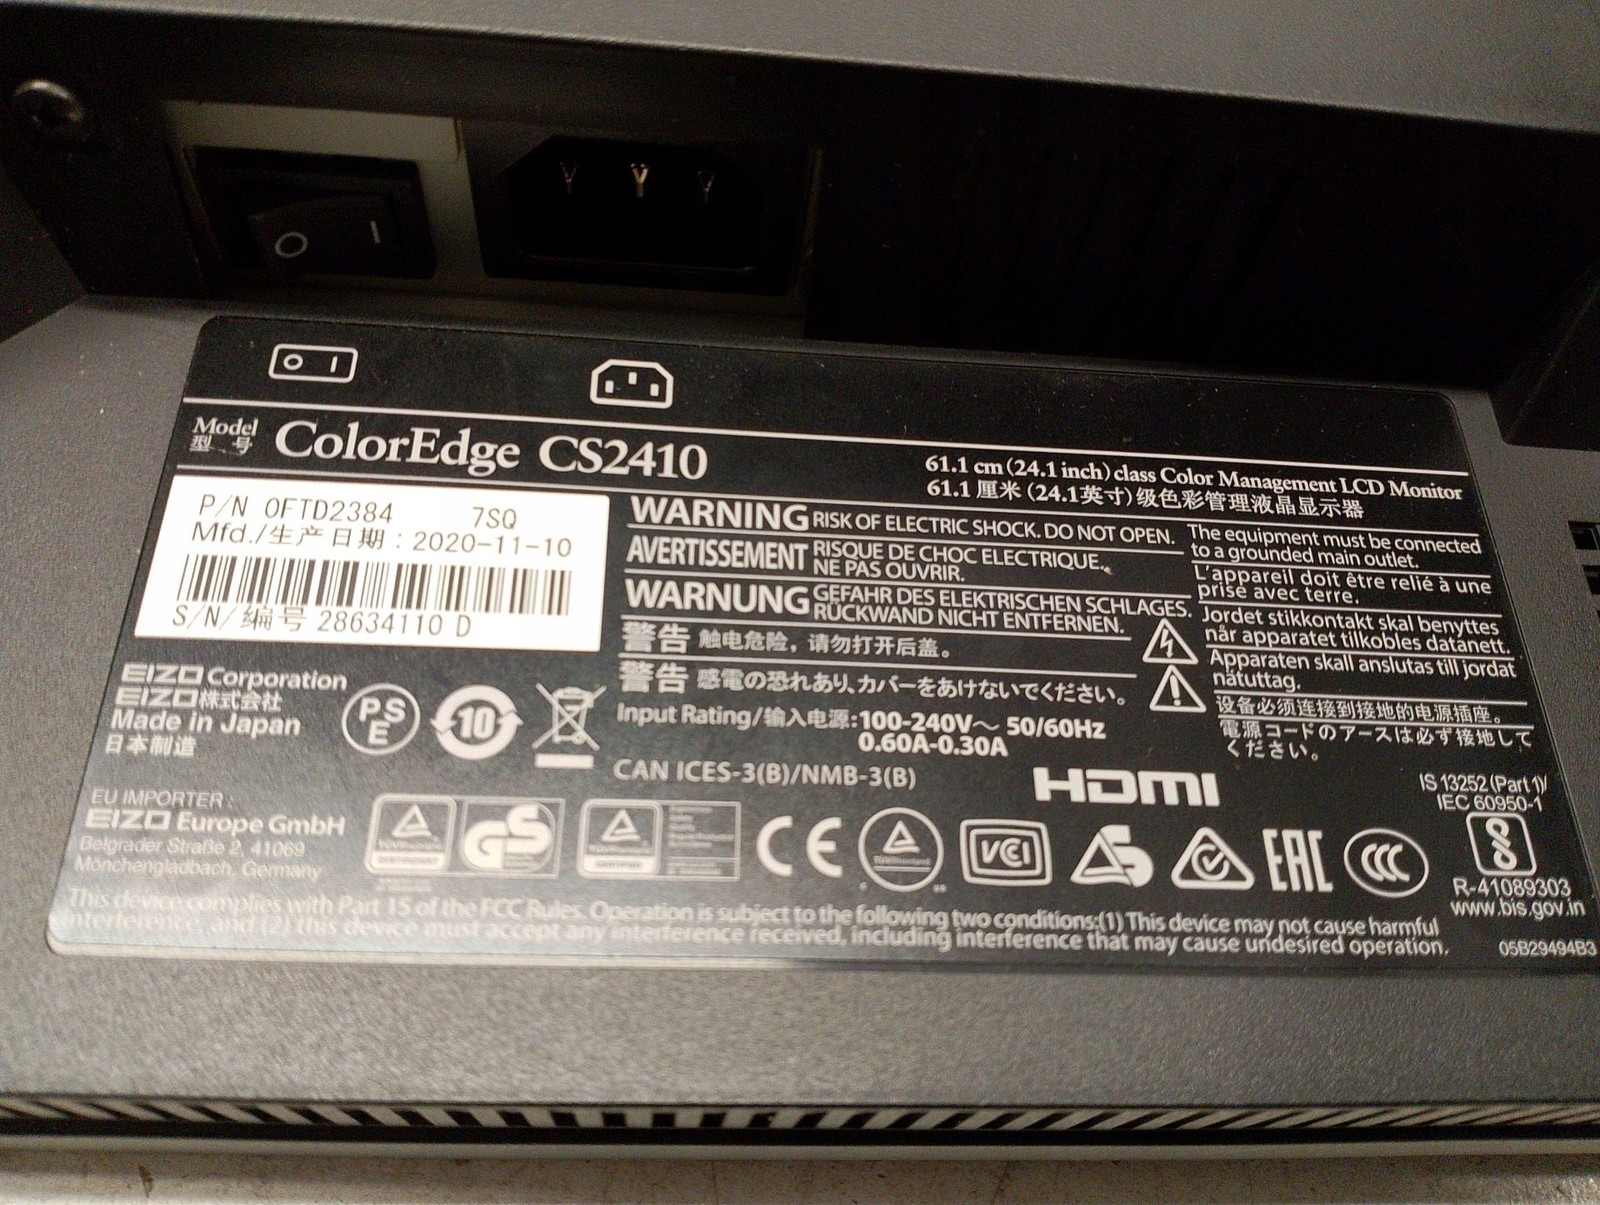 O I
Model
型 号
ColorEdge CS2410
61.1 cm (24.1 inch) class Color Management LCD Monitor
61.1 厘米 (24.1英寸) 级色彩管理液晶显示器
P/N 0FTD2384 7SQ
Mfd./生产日期 : 2020-11-10
S/N/编号 28634110 D
WARNING RISK OF ELECTRIC SHOCK. DO NOT OPEN.
AVERTISSEMENT RISQUE DE CHOC ELECTRIQUE.
NE PAS OUVRIR.
WARNUNG GEFAHR DES ELEKTRISCHEN SCHLAGES.
RÜCKWAND NICHT ENTFERNEN.
警告 触电危险，请勿打开后盖。
警告 感電の恐れあり、カバーをあけないでください。
The equipment must be connected
to a grounded main outlet.
L'appareil doit être relié à une
prise avec terre.
Jordet stikkontakt skal benyttes
når apparatet tilkobles datanett.
Apparaten skall anslutas till jordat
nätuttag.
设备必须连接到接地的电源插座。
電源コードのアースは必ず接地して
ください。
Input Rating/输入电源:100-240V～ 50/60Hz
0.60A-0.30A
CAN ICES-3(B)/NMB-3(B)
HDMI
EIZO Corporation
EIZO株式会社
Made in Japan
日本制造
PSE
10
EU IMPORTER :
EIZO Europe GmbH
Belgrader Straße 2, 41069
Mönchengladbach, Germany
TÜVRheinland
CERTIFIED
GS
CE
VCI
EAC
CCC
IS 13252 (Part 1)/
IEC 60950-1
R-41089303
www.bis.gov.in
This device complies with Part 15 of the FCC Rules. Operation is subject to the following two conditions:(1) This device may not cause harmful
interference, and (2) this device must accept any interference received, including interference that may cause undesired operation.
05B29494B3